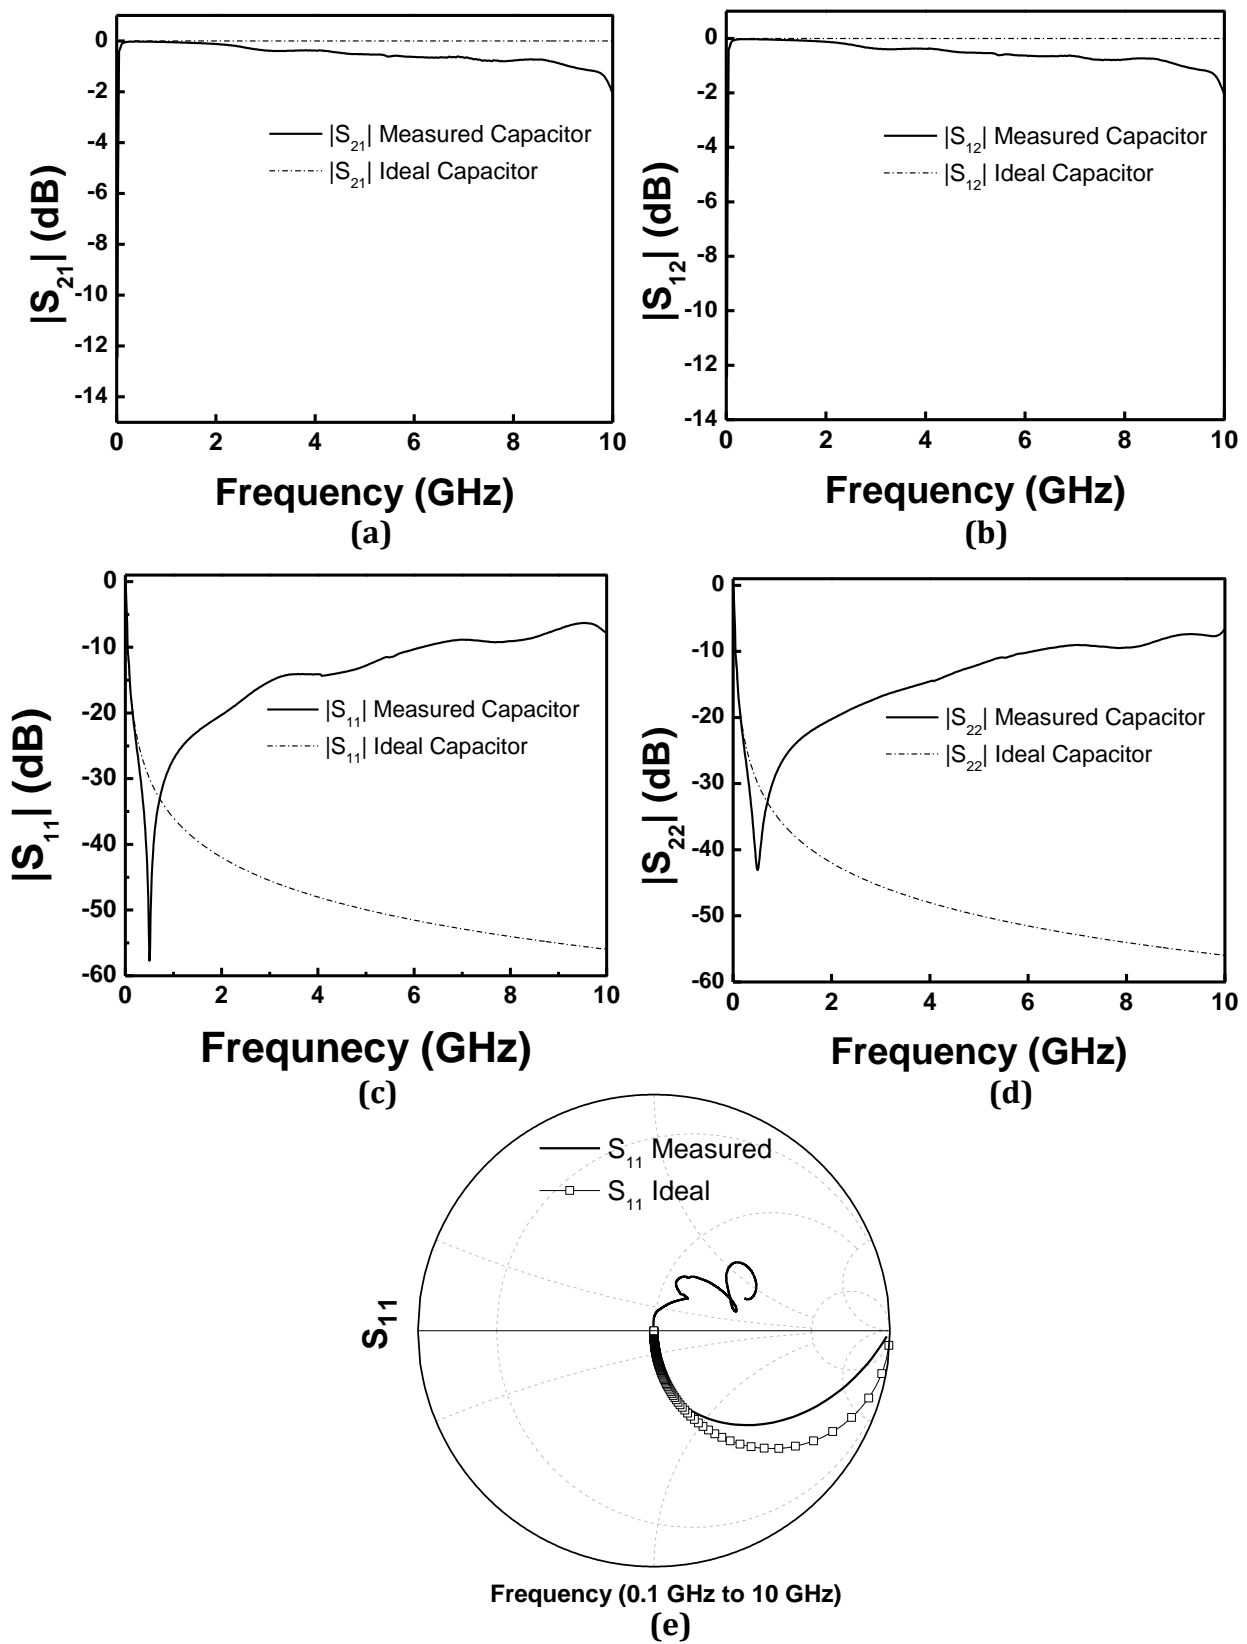 0
-2
-4
-6
-8
-10
-12
-14
|S21| (dB)
|S21| Measured Capacitor
|S21| Ideal Capacitor
0 2 4 6 8 10
Frequency (GHz)
(a)
0
-2
-4
-6
-8
-10
-12
-14
|S12| (dB)
|S12| Measured Capacitor
|S12| Ideal Capacitor
0 2 4 6 8 10
Frequency (GHz)
(b)
0
-10
-20
-30
-40
-50
-60
|S11| (dB)
|S11| Measured Capacitor
|S11| Ideal Capacitor
0 2 4 6 8 10
Frequnecy (GHz)
(c)
0
-10
-20
-30
-40
-50
-60
|S22| (dB)
|S22| Measured Capacitor
|S22| Ideal Capacitor
0 2 4 6 8 10
Frequency (GHz)
(d)
S11 Measured
S11 Ideal
S11
Frequency (0.1 GHz to 10 GHz)
(e)